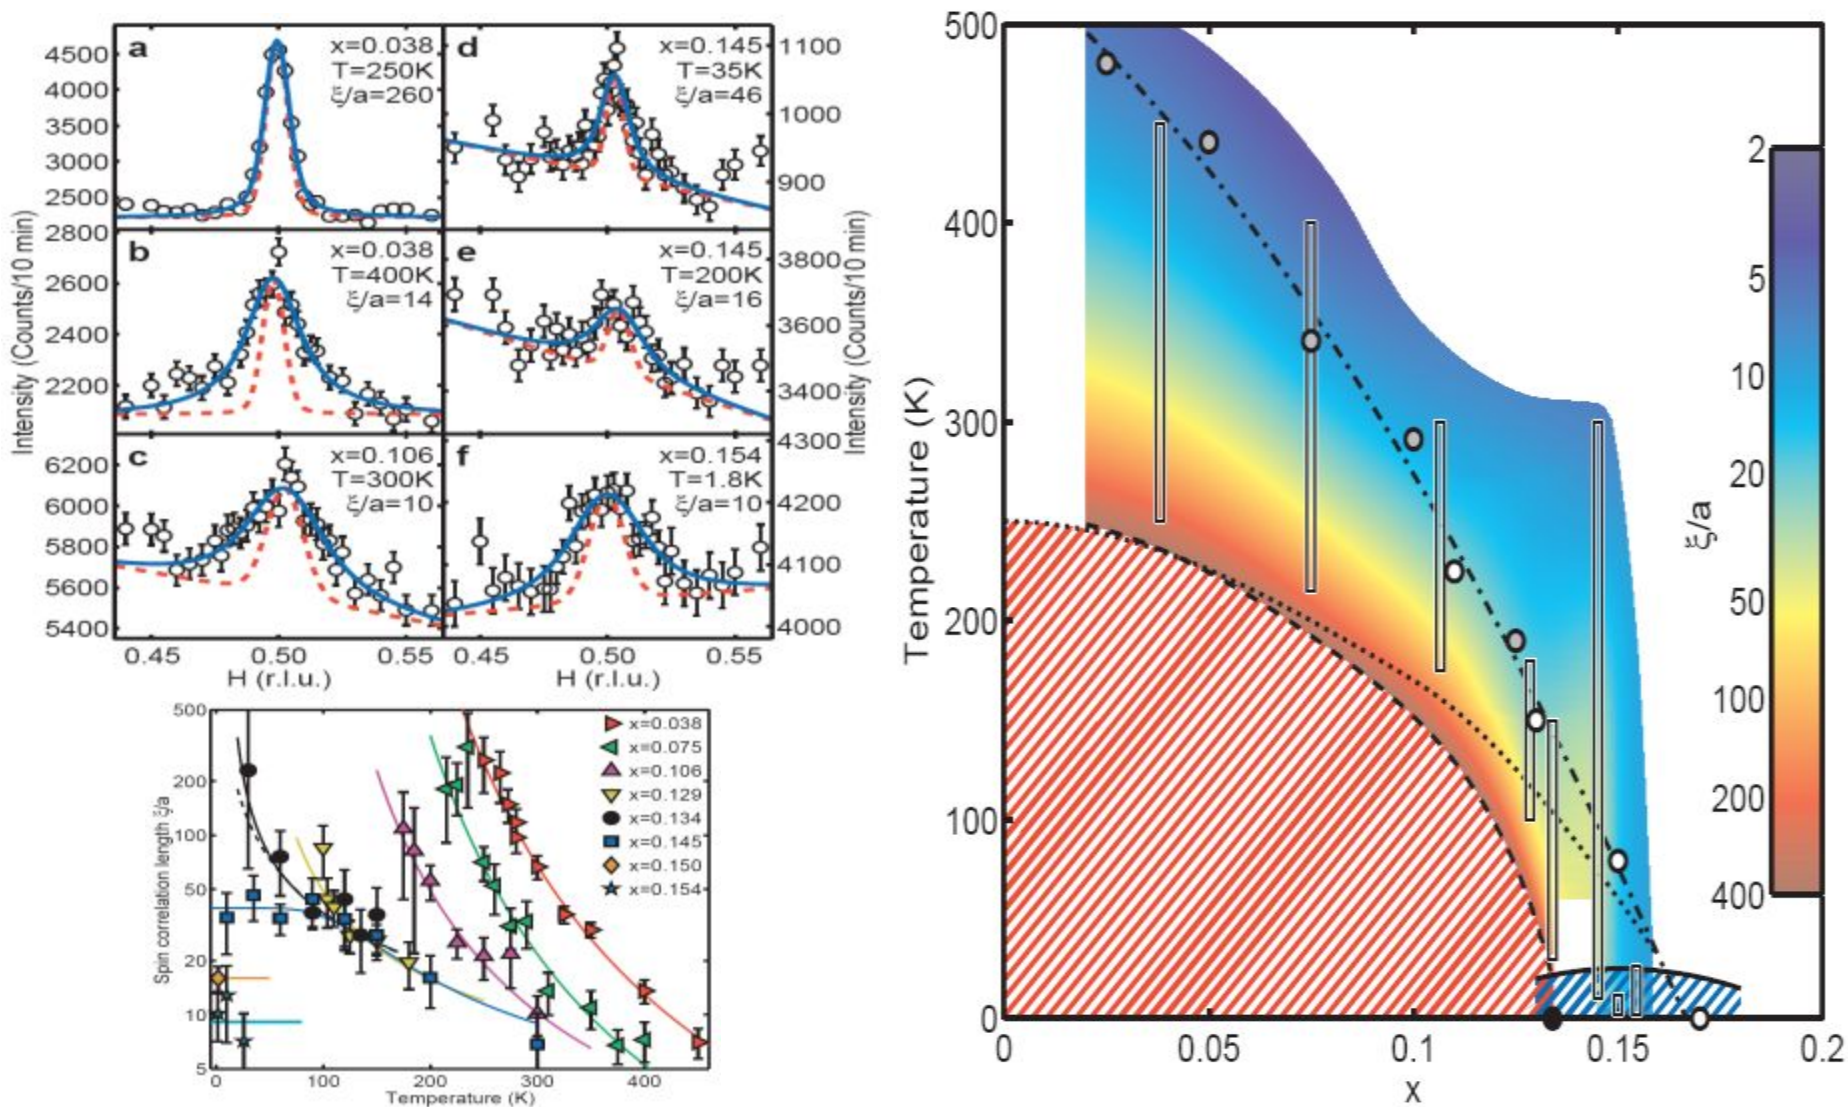 a
x=0.038
T=250K
ξ/a=260
4500
4000
3500
3000
2500
d
x=0.145
T=35K
ξ/a=46
1100
1000
900
b
x=0.038
T=400K
ξ/a=14
2800
2600
2400
2200
e
x=0.145
T=200K
ξ/a=16
3800
3600
3400
c
x=0.106
T=300K
ξ/a=10
6200
6000
5800
5600
5400
f
x=0.154
T=1.8K
ξ/a=10
4300
4200
4100
4000
Intensity (Counts/10 min)
Intensity (Counts/10 min)
0.45 0.50 0.55 0.45 0.50 0.55
H (r.l.u.) H (r.l.u.)
500
200
100
50
20
10
5
Spin correlation length ξ/a
x=0.038
x=0.075
x=0.106
x=0.129
x=0.134
x=0.145
x=0.150
x=0.154
0 100 200 300 400
Temperature (K)
500
400
300
200
100
0
Temperature (K)
0 0.05 0.1 0.15 0.2
x
2
5
10
20
50
100
200
400
ξ/a